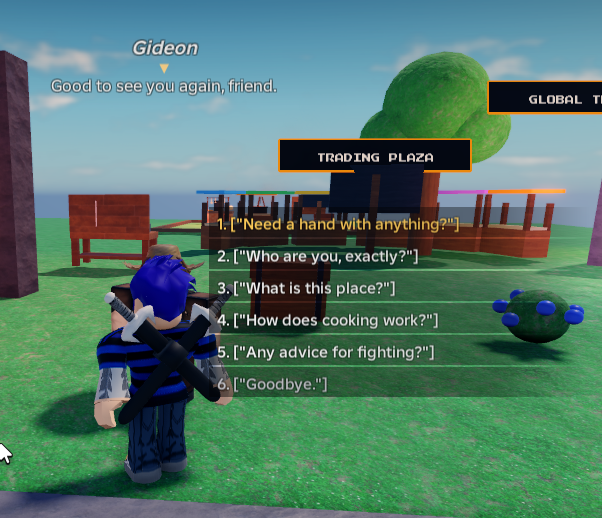 Gideon
Good to see you again, friend.
GLOBAL
TRADING PLAZA
1. ["Need a hand with anything?"]
2. ["Who are you, exactly?"]
3. ["What is this place?"]
4. ["How does cooking work?"]
5. ["Any advice for fighting?"]
6. ["Goodbye."]